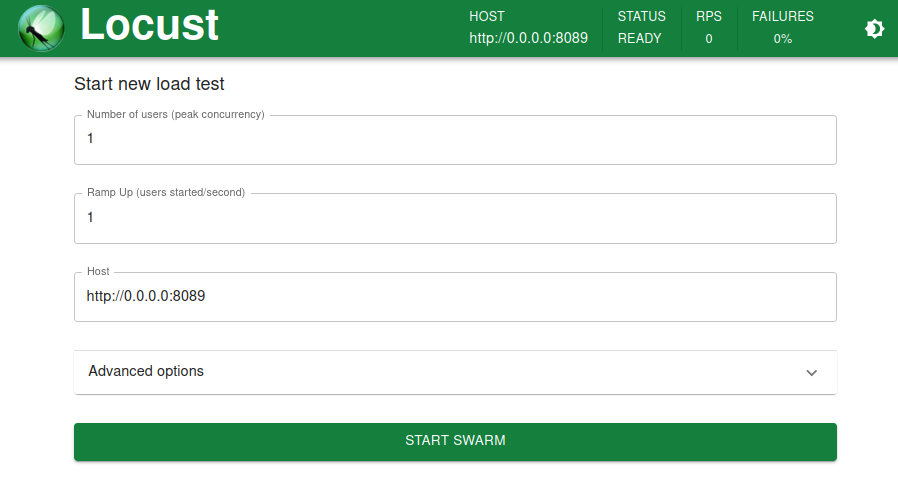 Locust
HOST
http://0.0.0.0:8089
STATUS
READY
RPS
0
FAILURES
0%
Start new load test
Number of users (peak concurrency)
1
Ramp Up (users started/second)
1
Host
http://0.0.0.0:8089
Advanced options
START SWARM